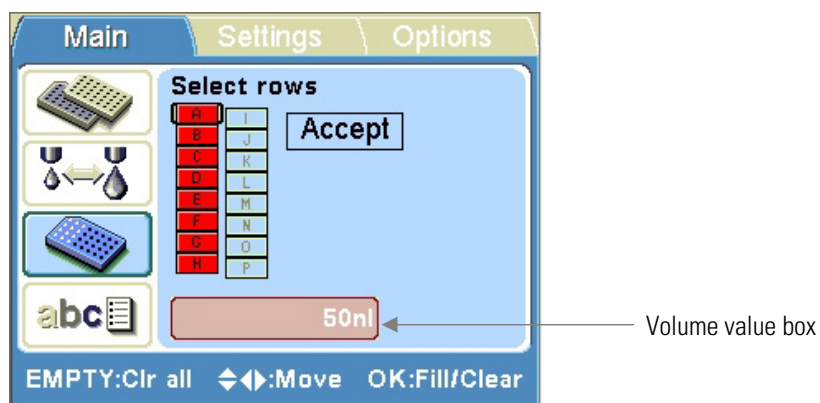 Main Settings Options
Select rows
A I
B J
C K
D L
E M
F N
G O
H P
Accept
abc
50nl
Volume value box
EMPTY:Clr all :Move OK:Fill/Clear